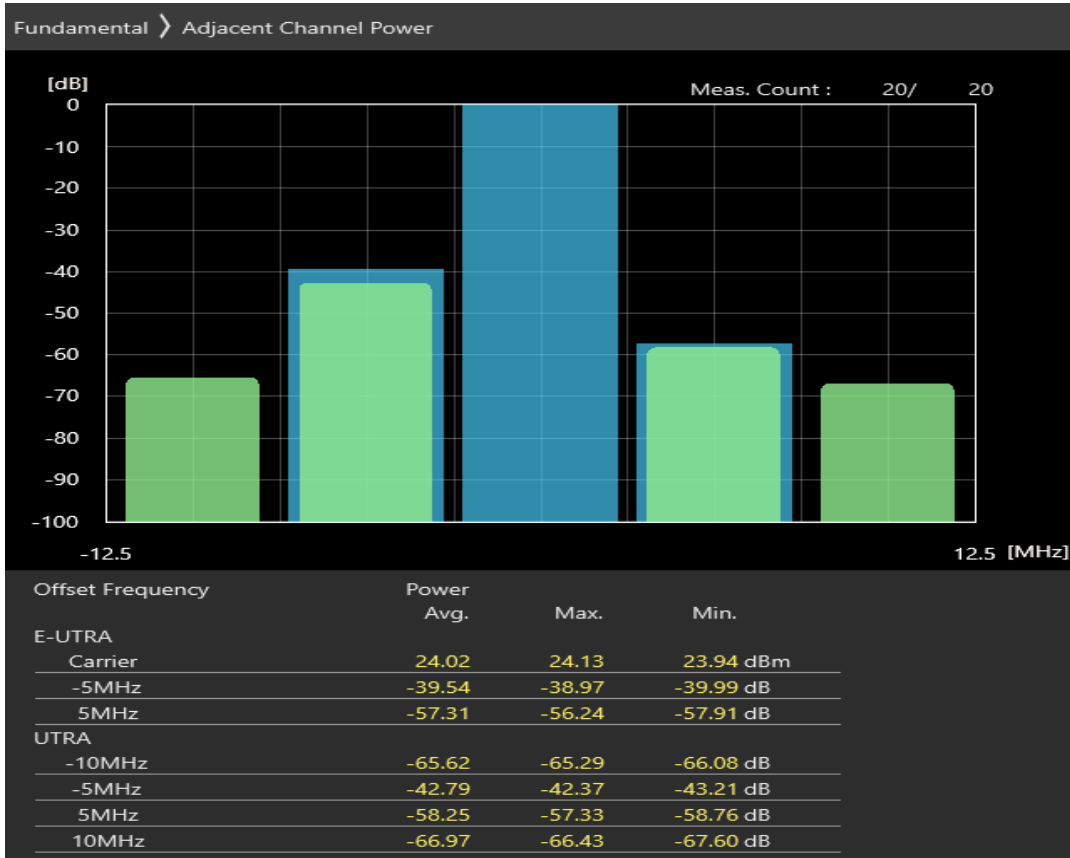 Fundamental 〉 Adjacent Channel Power
[dB]
Meas. Count : 20/ 20
0
-10
-20
-30
-40
-50
-60
-70
-80
-90
-100
-12.5 12.5 [MHz]
Offset Frequency Power
Avg. Max. Min.
E-UTRA
Carrier 24.02 24.13 23.94 dBm
-5MHz -39.54 -38.97 -39.99 dB
5MHz -57.31 -56.24 -57.91 dB
UTRA
-10MHz -65.62 -65.29 -66.08 dB
-5MHz -42.79 -42.37 -43.21 dB
5MHz -58.25 -57.33 -58.76 dB
10MHz -66.97 -66.43 -67.60 dB